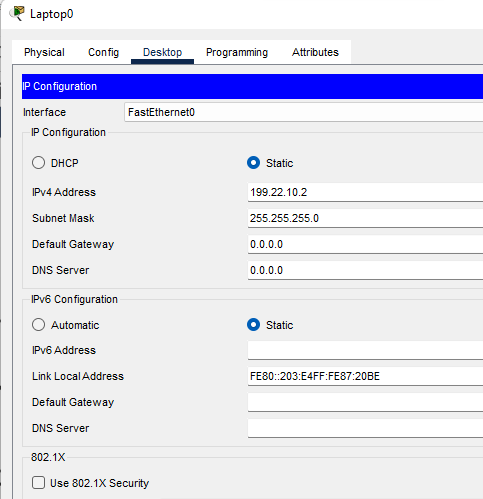 Laptop0
Physical Config Desktop Programming Attributes
IP Configuration
Interface FastEthernet0
IP Configuration
DHCP Static
IPv4 Address 199.22.10.2
Subnet Mask 255.255.255.0
Default Gateway 0.0.0.0
DNS Server 0.0.0.0
IPv6 Configuration
Automatic Static
IPv6 Address
Link Local Address FE80::203:E4FF:FE87:20BE
Default Gateway
DNS Server
802.1X
Use 802.1X Security